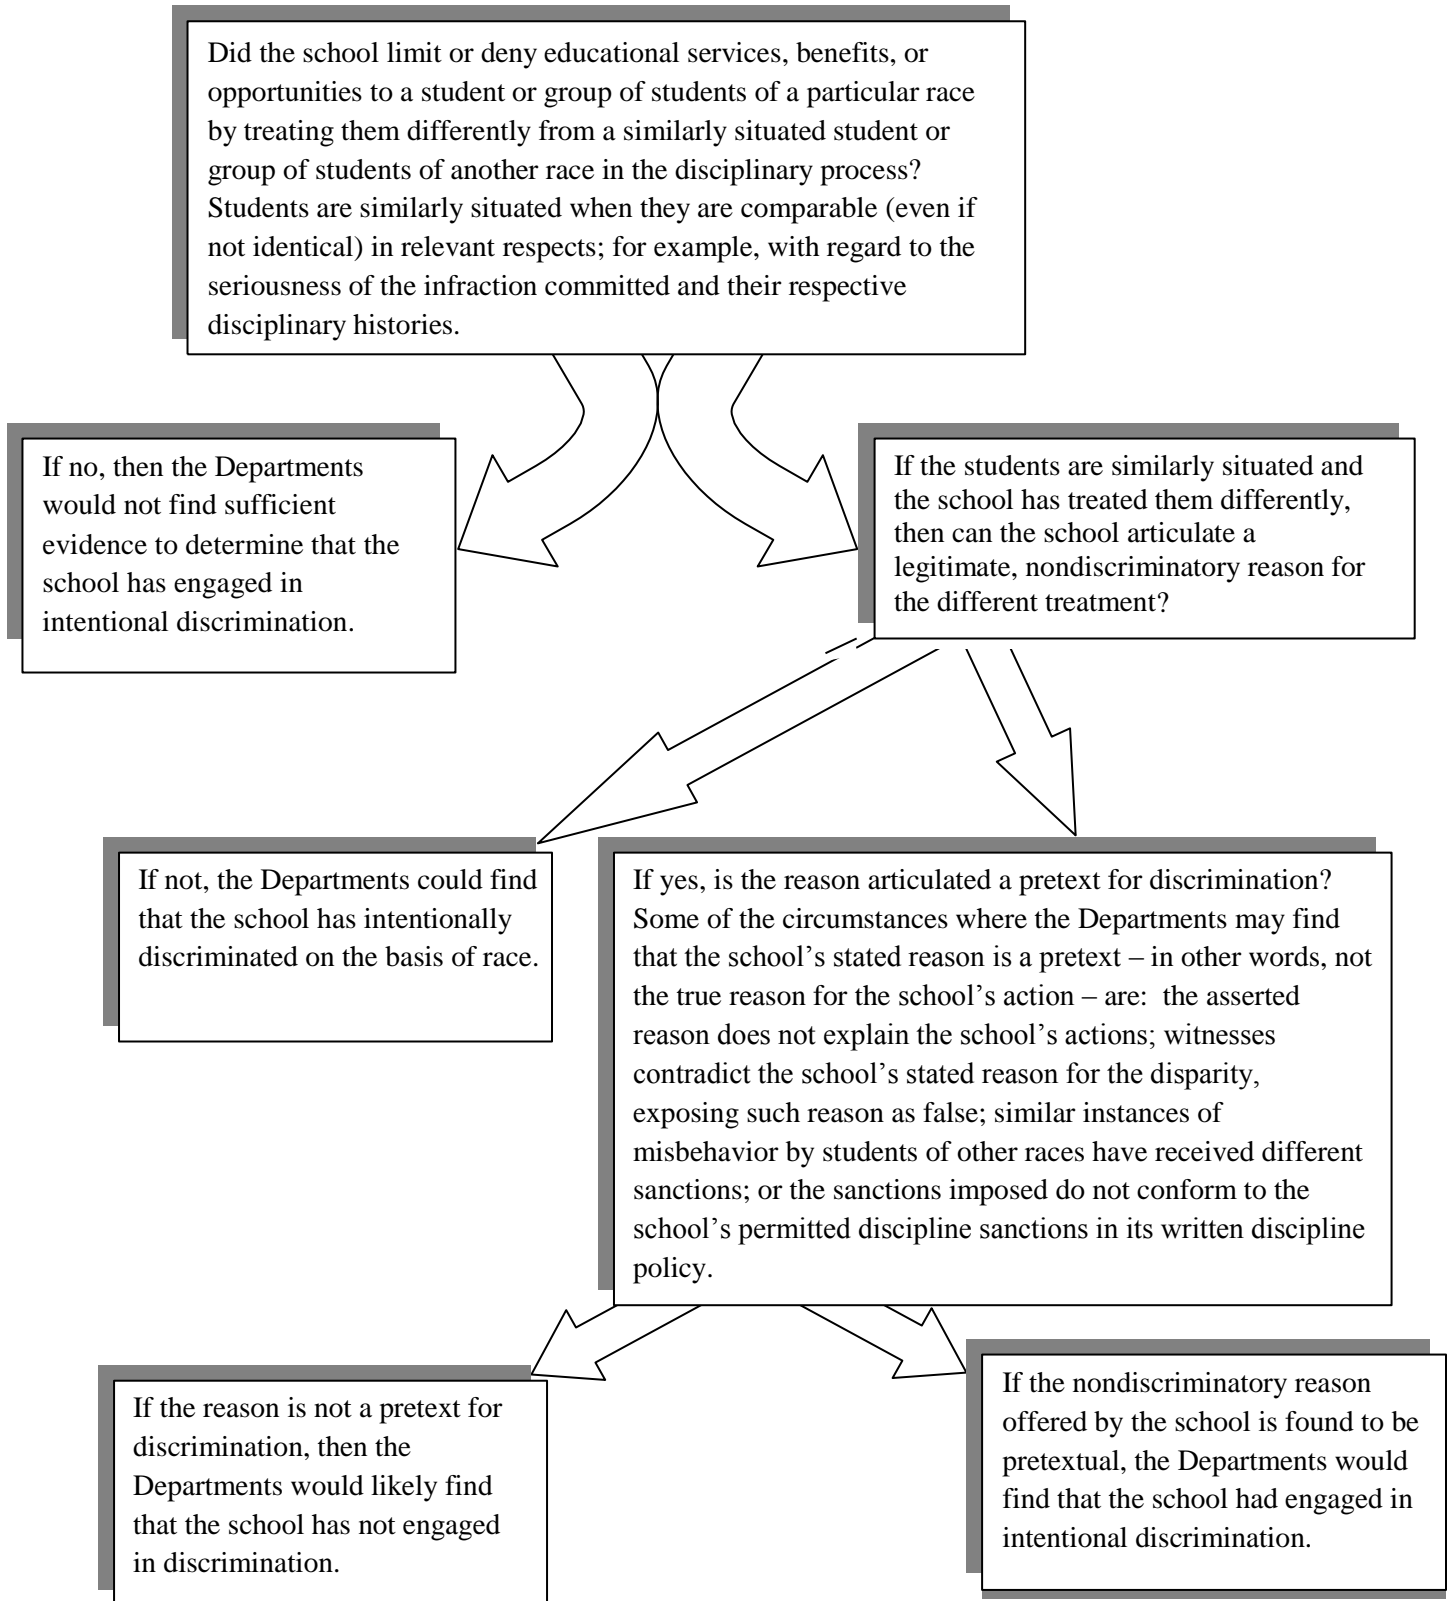 Did the school limit or deny educational services, benefits, or
opportunities to a student or group of students of a particular race
by treating them differently from a similarly situated student or
group of students of another race in the disciplinary process?
Students are similarly situated when they are comparable (even if
not identical) in relevant respects; for example, with regard to the
seriousness of the infraction committed and their respective
disciplinary histories.
If no, then the Departments
would not find sufficient
evidence to determine that the
school has engaged in
intentional discrimination.
If the students are similarly situated and
the school has treated them differently,
then can the school articulate a
legitimate, nondiscriminatory reason for
the different treatment?
If not, the Departments could find
that the school has intentionally
discriminated on the basis of race.
If yes, is the reason articulated a pretext for discrimination?
Some of the circumstances where the Departments may find
that the school’s stated reason is a pretext – in other words, not
the true reason for the school’s action – are:  the asserted
reason does not explain the school’s actions; witnesses
contradict the school’s stated reason for the disparity,
exposing such reason as false; similar instances of
misbehavior by students of other races have received different
sanctions; or the sanctions imposed do not conform to the
school’s permitted discipline sanctions in its written discipline
policy.
If the reason is not a pretext for
discrimination, then the
Departments would likely find
that the school has not engaged
in discrimination.
If the nondiscriminatory reason
offered by the school is found to be
pretextual, the Departments would
find that the school had engaged in
intentional discrimination.